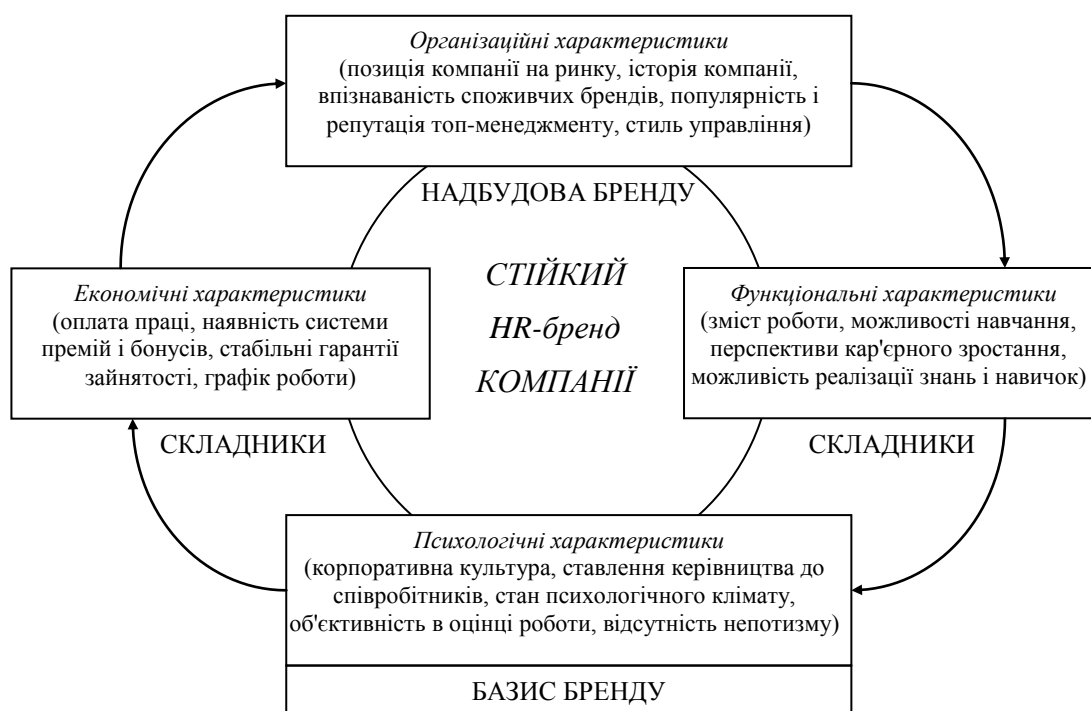 Організаційні характеристики
(позиція компанії на ринку, історія компанії,
впізнаваність споживчих брендів, популярність і
репутація топ-менеджменту, стиль управління)
НАДБУДОВА БРЕНДУ
Економічні характеристики
(оплата праці, наявність системи
премій і бонусів, стабільні гарантії
зайнятості, графік роботи)
СКЛАДНИКИ
СТІЙКИЙ
HR-бренд
КОМПАНІЇ
Функціональні характеристики
(зміст роботи, можливості навчання,
перспективи кар'єрного зростання,
можливість реалізації знань і навичок)
СКЛАДНИКИ
Психологічні характеристики
(корпоративна культура, ставлення керівництва до
співробітників, стан психологічного клімату,
об'єктивність в оцінці роботи, відсутність непотизму)
БАЗИС БРЕНДУ